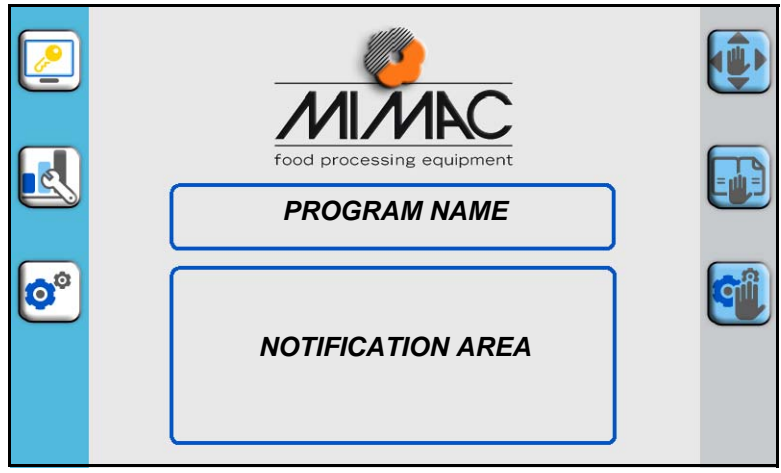 MIMAC
food processing equipment
PROGRAM NAME
NOTIFICATION AREA